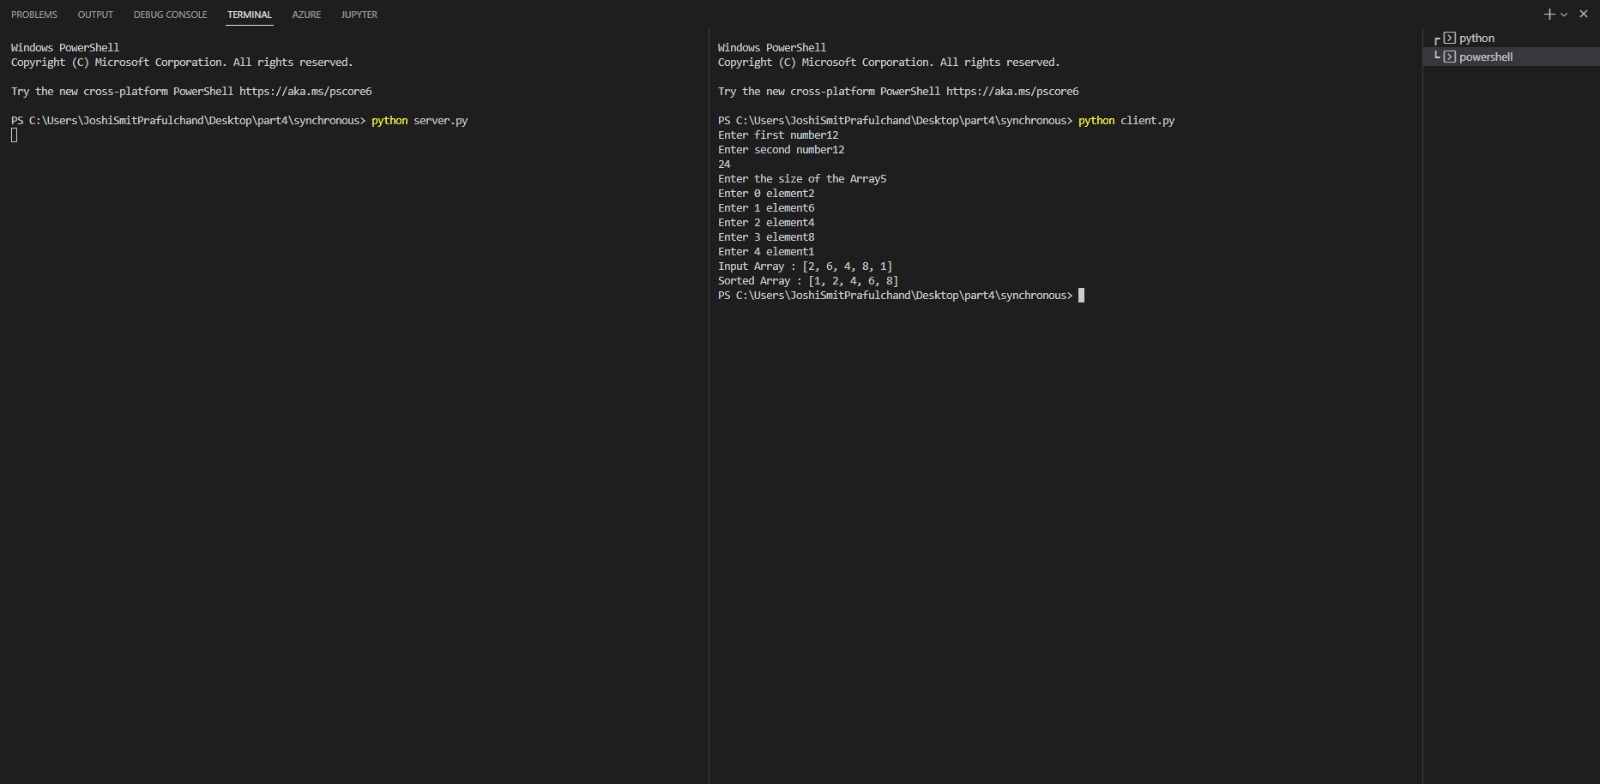 PROBLEMS OUTPUT DEBUG CONSOLE TERMINAL AZURE JUPYTER
Windows PowerShell
Copyright (C) Microsoft Corporation. All rights reserved.
Try the new cross-platform PowerShell https://aka.ms/pscore6
PS C:\Users\JoshiSmitPrafulchand\Desktop\part4\synchronous> python server.py
Windows PowerShell
Copyright (C) Microsoft Corporation. All rights reserved.
Try the new cross-platform PowerShell https://aka.ms/pscore6
PS C:\Users\JoshiSmitPrafulchand\Desktop\part4\synchronous> python client.py
Enter first number12
Enter second number12
24
Enter the size of the Array5
Enter 0 element2
Enter 1 element6
Enter 2 element4
Enter 3 element8
Enter 4 element1
Input Array : [2, 6, 4, 8, 1]
Sorted Array : [1, 2, 4, 6, 8]
PS C:\Users\JoshiSmitPrafulchand\Desktop\part4\synchronous>
python
powershell